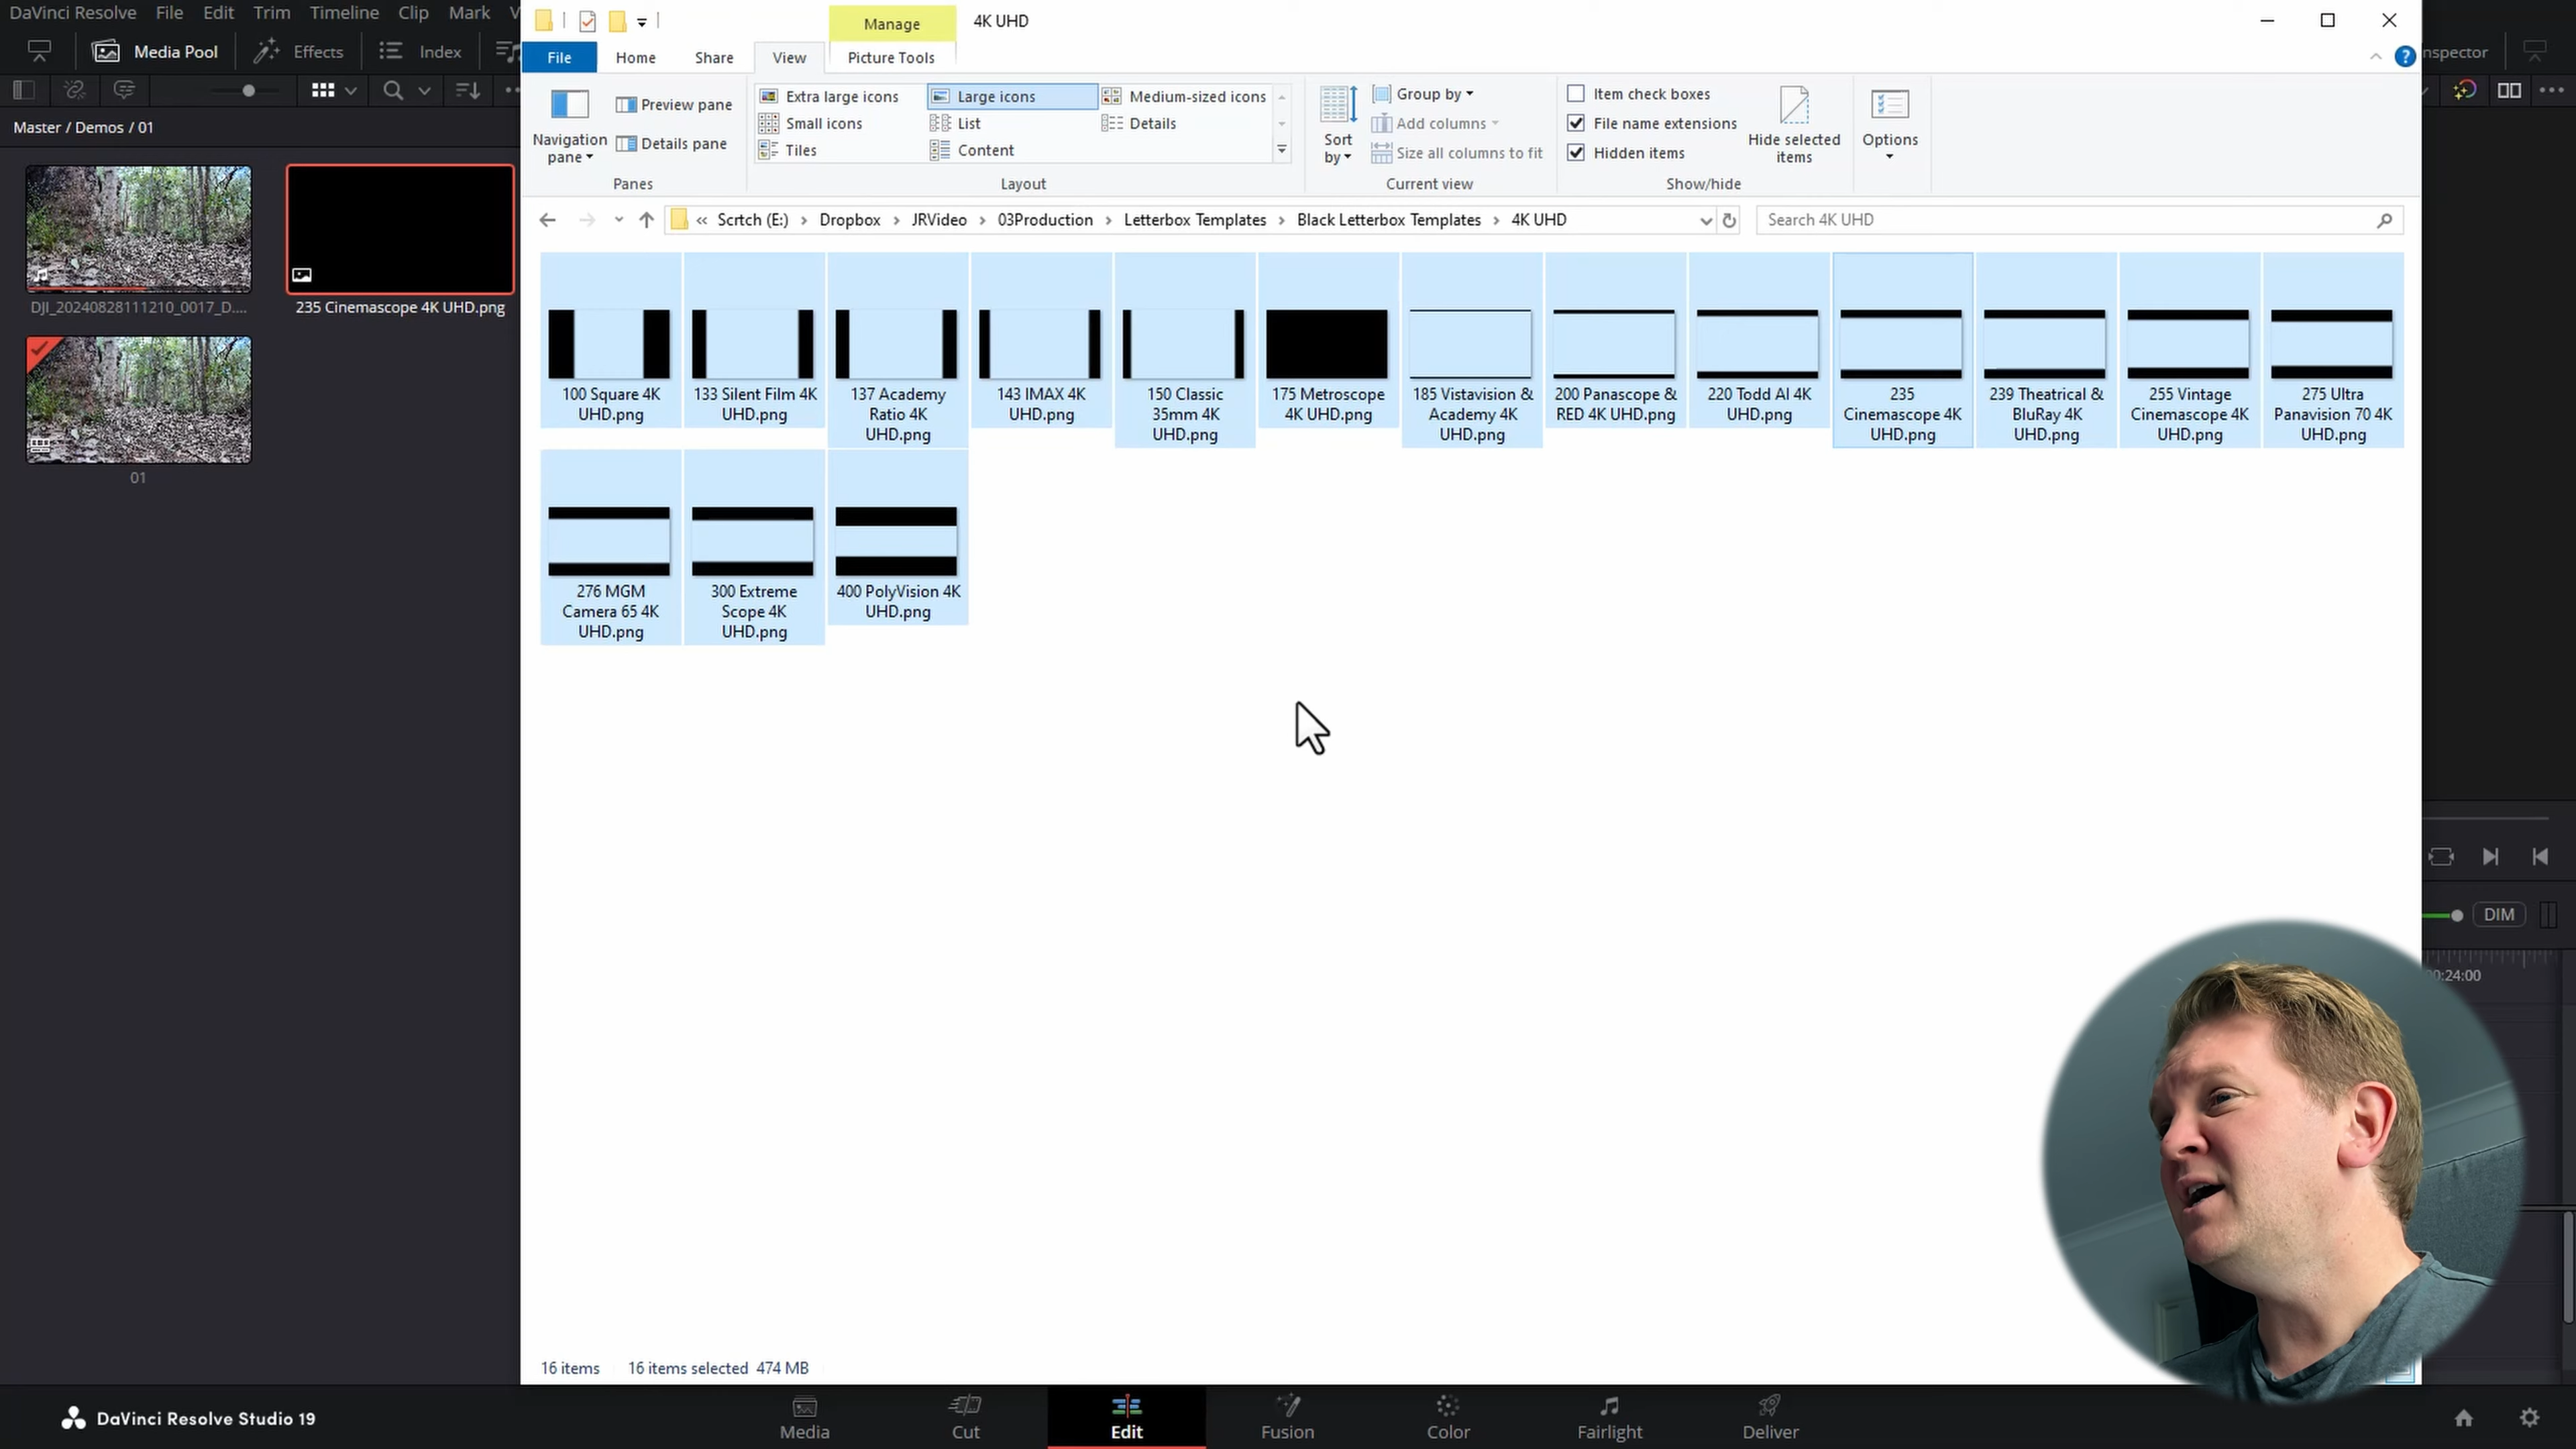 DaVinci Resolve File Edit Trim Timeline Clip Mark V
Media Pool Effects Index
Master / Demos / 01
DJI_20240828111210_0017_D....
235 Cinemascope 4K UHD.png
01
Manage 4K UHD
File Home Share View Picture Tools
Navigation pane
Preview pane
Details pane
Panes
Extra large icons Large icons Medium-sized icons
Small icons List Details
Tiles Content
Layout
Sort by
Group by
Add columns
Size all columns to fit
Current view
Item check boxes
File name extensions
Hidden items
Hide selected items
Show/hide
Options
nspector
« Scrtch (E:) › Dropbox › JRVideo › 03Production › Letterbox Templates › Black Letterbox Templates › 4K UHD
Search 4K UHD
100 Square 4K UHD.png
133 Silent Film 4K UHD.png
137 Academy Ratio 4K UHD.png
143 IMAX 4K UHD.png
150 Classic 35mm 4K UHD.png
175 Metroscope 4K UHD.png
185 Vistavision & Academy 4K UHD.png
200 Panascope & RED 4K UHD.png
220 Todd AI 4K UHD.png
235 Cinemascope 4K UHD.png
239 Theatrical & BluRay 4K UHD.png
255 Vintage Cinemascope 4K UHD.png
275 Ultra Panavision 70 4K UHD.png
276 MGM Camera 65 4K UHD.png
300 Extreme Scope 4K UHD.png
400 PolyVision 4K UHD.png
DIM
:24:00
16 items 16 items selected 474 MB
DaVinci Resolve Studio 19
Media Cut Edit Fusion Color Fairlight Deliver